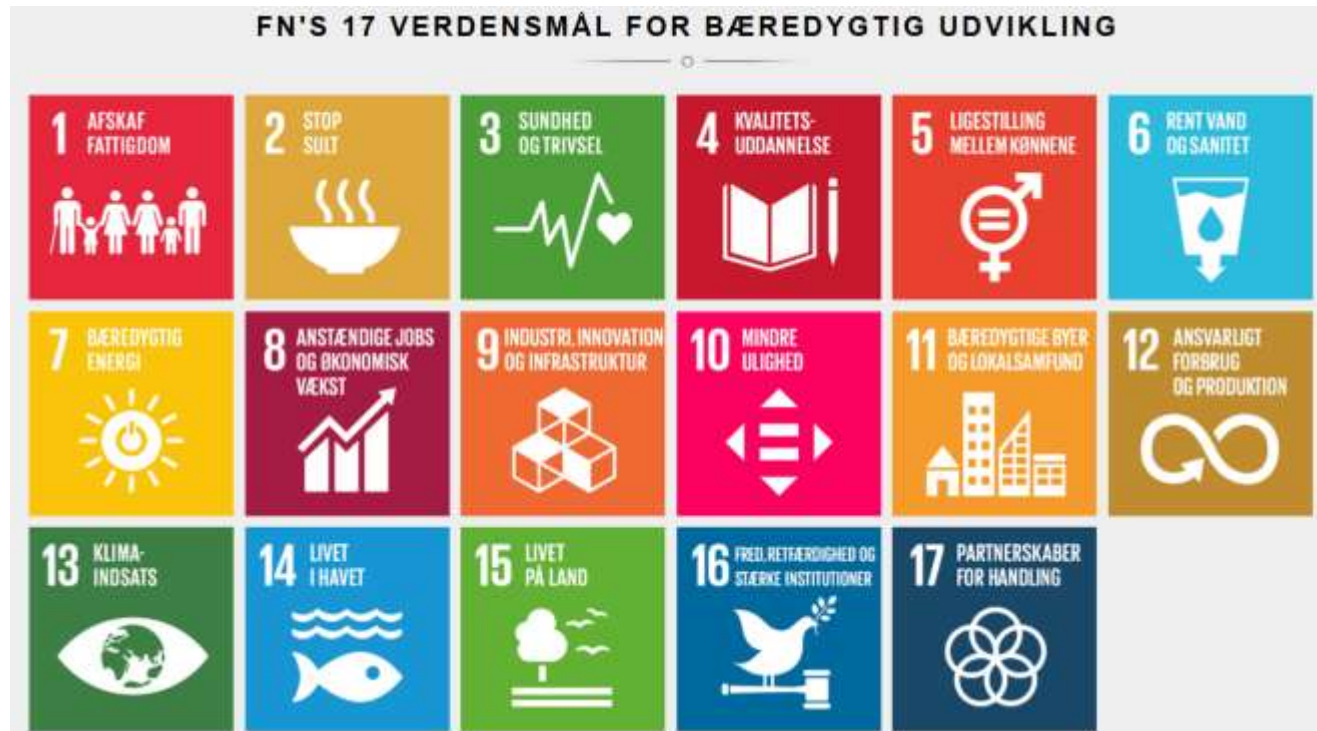 FN'S 17 VERDENSMÅL FOR BÆREDYGTIG UDVIKLING
1 AFSKAF
FATTIGDOM
2 STOP
SULT
3 SUNDHED
OG TRIVSEL
4 KVALITETS-
UDDANNELSE
5 LIGESTILLING
MELLEM KØNNENE
6 RENT VAND
OG SANITET
7 BÆREDYGTIG
ENERGI
8 ANSTÆNDIGE JOBS
OG ØKONOMISK
VÆKST
9 INDUSTRI, INNOVATION
OG INFRASTRUKTUR
10 MINDRE
ULIGHED
11 BÆREDYGTIGE BYER
OG LOKALSAMFUND
12 ANSVARLIGT
FORBRUG
OG PRODUKTION
13 KLIMA-
INDSATS
14 LIVET
I HAVET
15 LIVET
PÅ LAND
16 FRED, RETFÆRDIGHED OG
STÆRKE INSTITUTIONER
17 PARTNERSKABER
FOR HANDLING